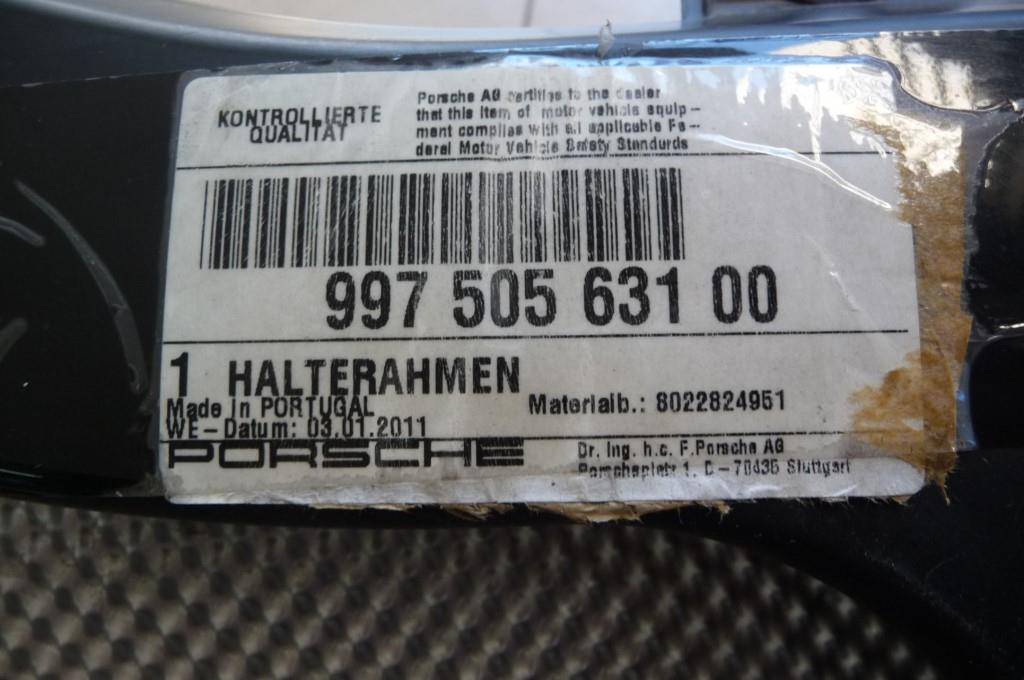 KONTROLLIERTE
QUALITÄT
Porsche AG certifies to the dealer
that this item of motor vehicle equip-
ment complies with all applicable Fe-
deral Motor Vehicle Safety Standards
997 505 631 00
1 HALTERAHMEN
Made in PORTUGAL
Materialb.: 8022824951
WE-Datum: 03.01.2011
PORSCHE
Dr. Ing. h.c. F.Porsche AG
Porscheplatz 1, D-70435 Stuttgart